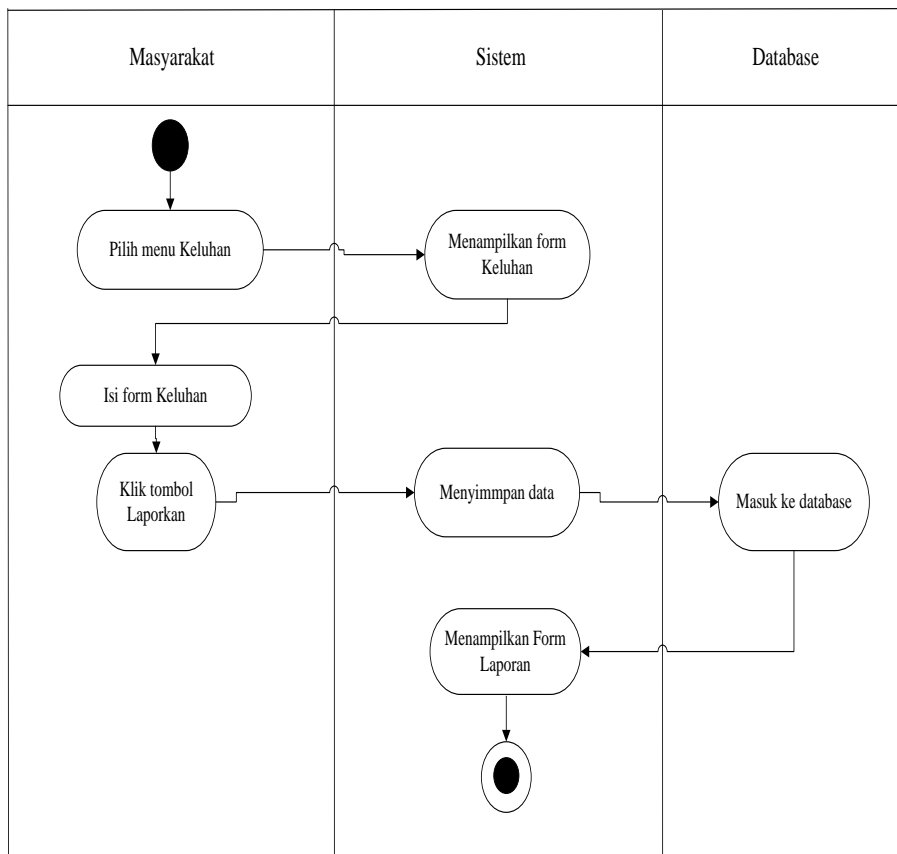 Masyarakat
Sistem
Database
Pilih menu Keluhan
Menampilkan form
Keluhan
Isi form Keluhan
Klik tombol
Laporkan
Menyimmpan data
Masuk ke database
Menampilkan Form
Laporan